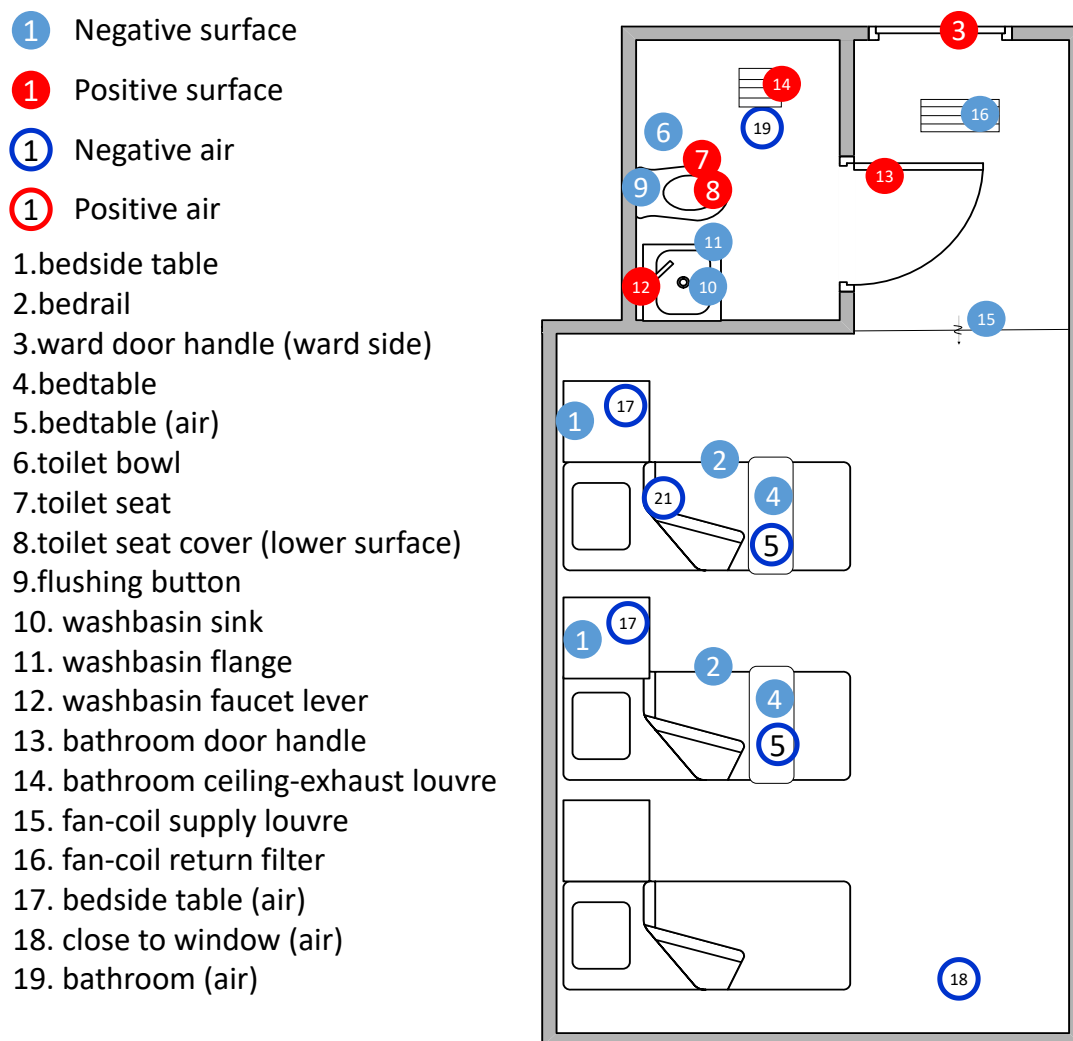 1 Negative surface
1 Positive surface
1 Negative air
1 Positive air
1.bedside table
2.bedrail
3.ward door handle (ward side)
4.bedtable
5.bedtable (air)
6.toilet bowl
7.toilet seat
8.toilet seat cover (lower surface)
9.flushing button
10. washbasin sink
11. washbasin flange
12. washbasin faucet lever
13. bathroom door handle
14. bathroom ceiling-exhaust louvre
15. fan-coil supply louvre
16. fan-coil return filter
17. bedside table (air)
18. close to window (air)
19. bathroom (air)
3
14
16
19
6
7
13
9
8
11
12
10
15
17
1
2
21
4
5
17
1
2
4
5
18